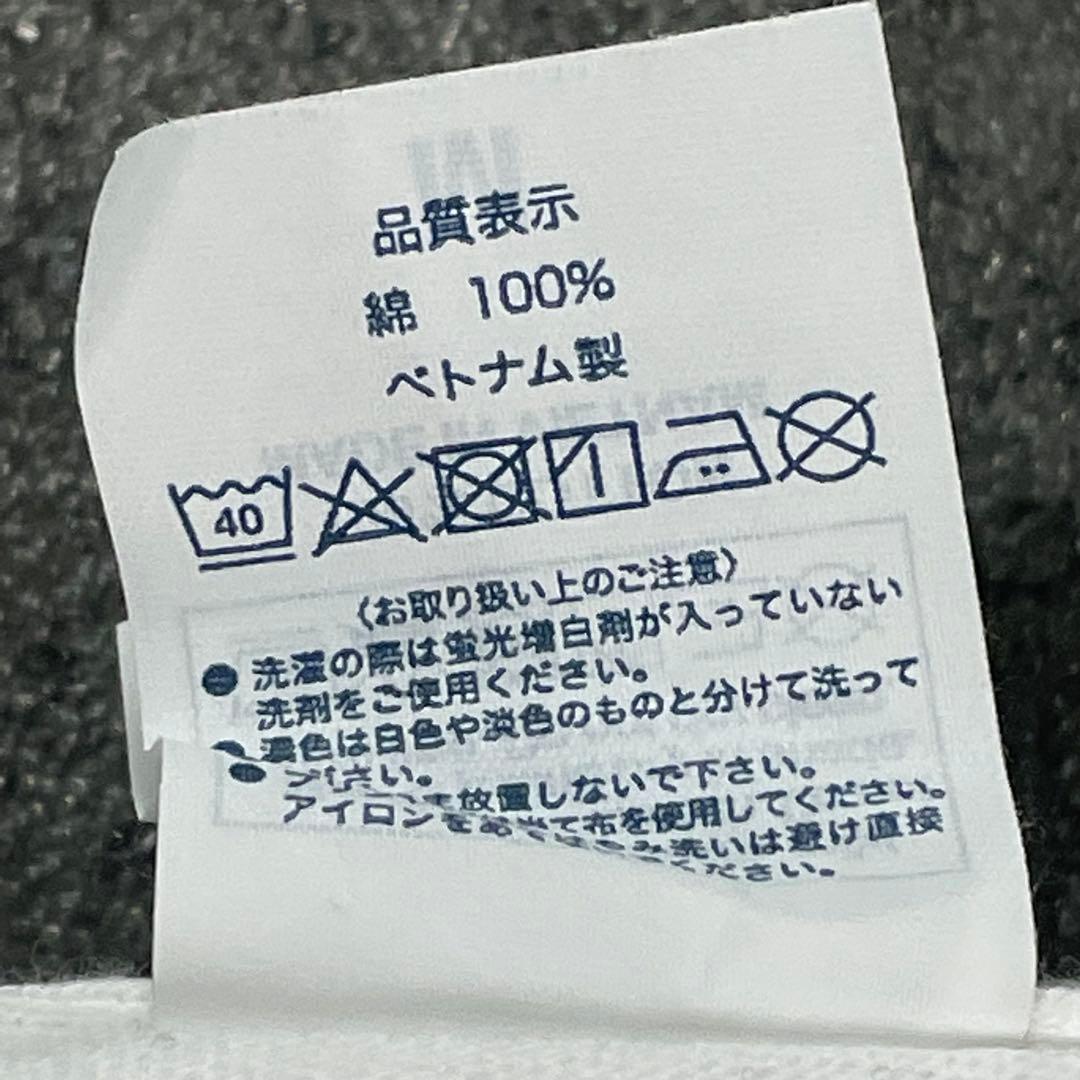 品質表示
綿 100%
ベトナム製
40
〈お取り扱い上のご注意〉
● 洗濯の際は蛍光増白剤が入っていない
洗剤をご使用ください。
● 濃色は白色や淡色のものと分けて洗って
ださい。
● 放置しないで下さい。
アイロン 布を使用してください。
洗いは避け直接
ください。